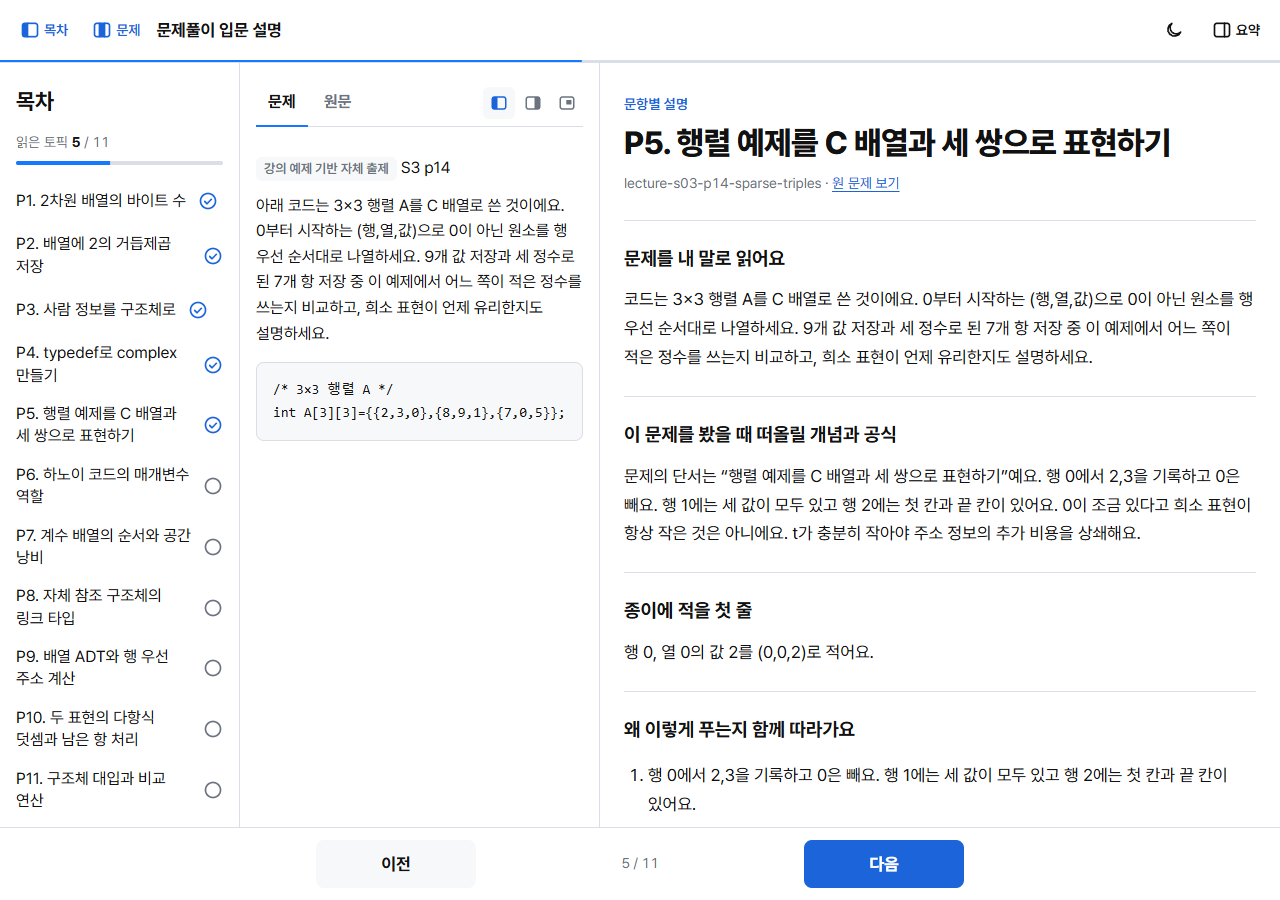 목차
문제
문제풀이 입문 설명
요약
목차
읽은 토픽 5 / 11
P1. 2차원 배열의 바이트 수
P2. 배열에 2의 거듭제곱
저장
P3. 사람 정보를 구조체로
P4. typedef로 complex
만들기
P5. 행렬 예제를 C 배열과
세 쌍으로 표현하기
P6. 하노이 코드의 매개변수
역할
P7. 계수 배열의 순서와 공간
낭비
P8. 자체 참조 구조체의
링크 타입
P9. 배열 ADT와 행 우선
주소 계산
P10. 두 표현의 다항식
덧셈과 남은 항 처리
P11. 구조체 대입과 비교
연산
문제
원문
강의 예제 기반 자체 출제 S3 p14
아래 코드는 3×3 행렬 A를 C 배열로 쓴 것이에요.
0부터 시작하는 (행,열,값)으로 0이 아닌 원소를 행
우선 순서대로 나열하세요. 9개 값 저장과 세 정수로
된 7개 항 저장 중 이 예제에서 어느 쪽이 적은 정수를
쓰는지 비교하고, 희소 표현이 언제 유리한지도
설명하세요.
/* 3x3 행렬 A */
int A[3][3]={{2,3,0},{8,9,1},{7,0,5}};
문항별 설명
P5. 행렬 예제를 C 배열과 세 쌍으로 표현하기
lecture-s03-p14-sparse-triples · 원 문제 보기
문제를 내 말로 읽어요
코드는 3×3 행렬 A를 C 배열로 쓴 것이에요. 0부터 시작하는 (행,열,값)으로 0이 아닌 원소를 행
우선 순서대로 나열하세요. 9개 값 저장과 세 정수로 된 7개 항 저장 중 이 예제에서 어느 쪽이
적은 정수를 쓰는지 비교하고, 희소 표현이 언제 유리한지도 설명하세요.
이 문제를 봤을 때 떠올릴 개념과 공식
문제의 단서는 “행렬 예제를 C 배열과 세 쌍으로 표현하기”예요. 행 0에서 2,3을 기록하고 0은
빼요. 행 1에는 세 값이 모두 있고 행 2에는 첫 칸과 끝 칸이 있어요. 0이 조금 있다고 희소 표현이
항상 작은 것은 아니에요. t가 충분히 작아야 주소 정보의 추가 비용을 상쇄해요.
종이에 적을 첫 줄
행 0, 열 0의 값 2를 (0,0,2)로 적어요.
왜 이렇게 푸는지 함께 따라가요
1. 행 0에서 2,3을 기록하고 0은 빼요. 행 1에는 세 값이 모두 있고 행 2에는 첫 칸과 끝 칸이
있어요.
이전
5 / 11
다음